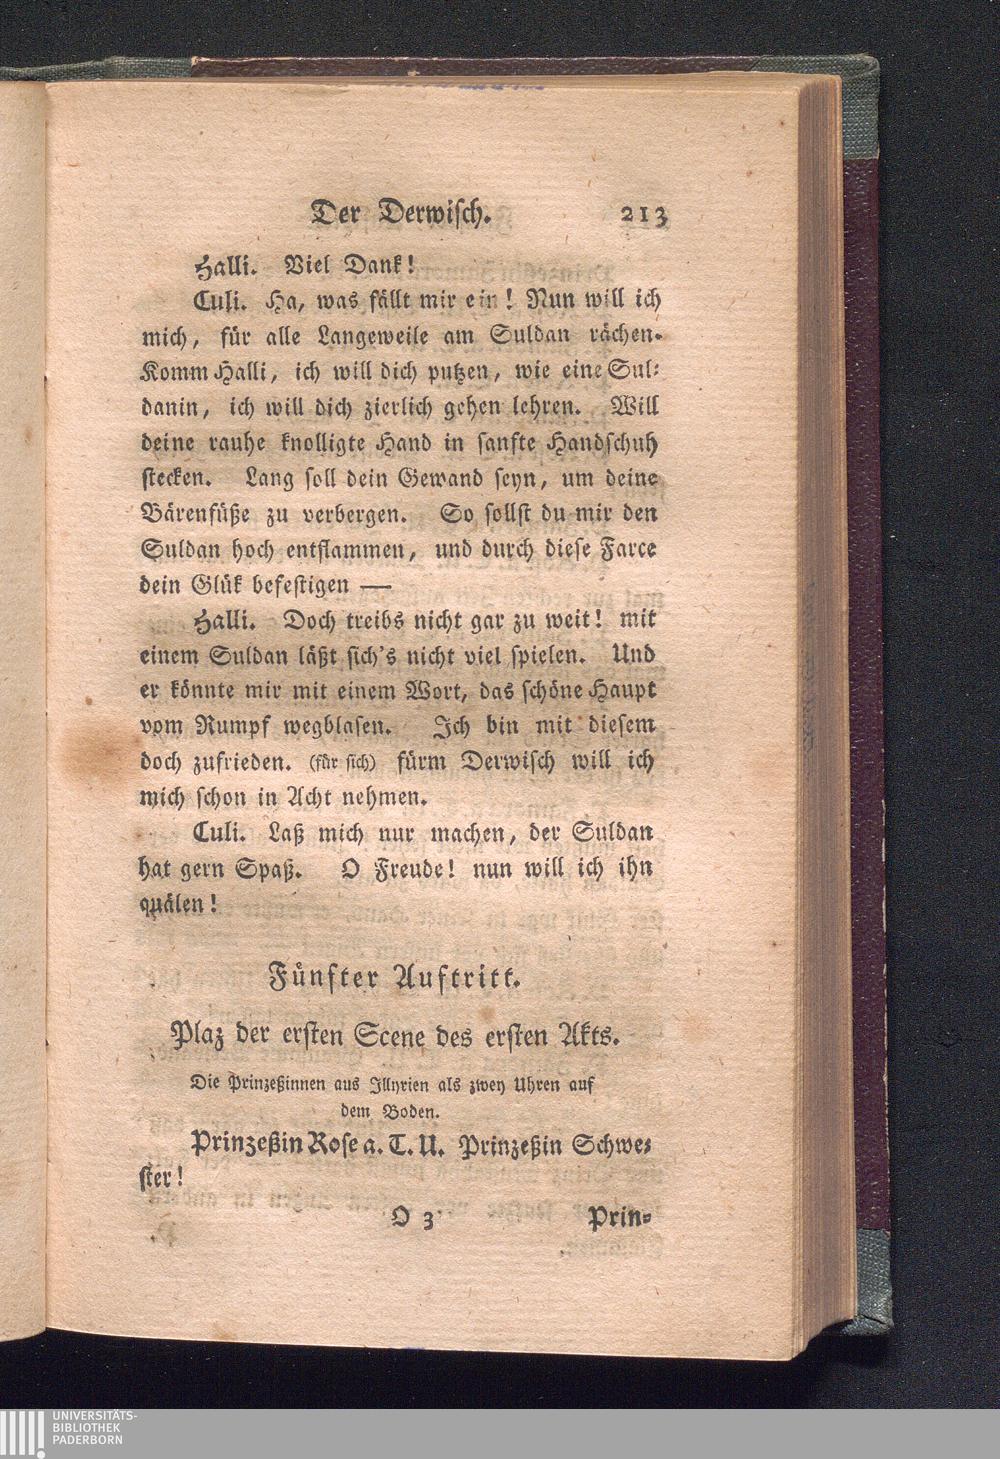 Der Derwisch. 213
Halli. Viel Dank!
Culi. Ha, was fällt mir ein! Nun will ich
mich, für alle Langeweile am Suldan rächen.
Komm Halli, ich will dich putzen, wie eine Sul-
danin, ich will dich zierlich gehen lehren. Will
deine rauhe knolligte Hand in sanfte Handschuh
stecken. Lang soll dein Gewand seyn, um deine
Bärenfüße zu verbergen. So sollst du mir den
Suldan hoch entflammen, und durch diese Farce
dein Glük befestigen —
Halli. Doch treibs nicht gar zu weit! mit
einem Suldan läßt sich's nicht viel spielen. Und
er könnte mir mit einem Wort, das schöne Haupt
vom Rumpf wegblasen. Ich bin mit diesem
doch zufrieden. (für sich) fürm Derwisch will ich
mich schon in Acht nehmen.
Culi. Laß mich nur machen, der Suldan
hat gern Spaß. O Freude! nun will ich ihn
quälen!
Fünfter Auftritt.
Plaz der ersten Scene des ersten Akts.
Die Prinzeßinnen aus Illyrien als zwey Uhren auf
dem Boden.
Prinzeßin Rose a. T. U. Prinzeßin Schwe-
ster!
O 3 Prin-
UNIVERSITÄTS-
BIBLIOTHEK
PADERBORN